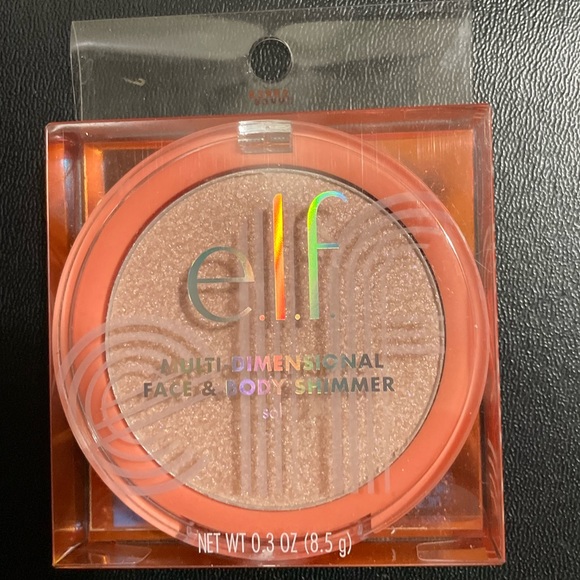 e.l.f.
MULTI-DIMENSIONAL
FACE & BODY SHIMMER
NET WT 0.3 OZ (8.5 g)